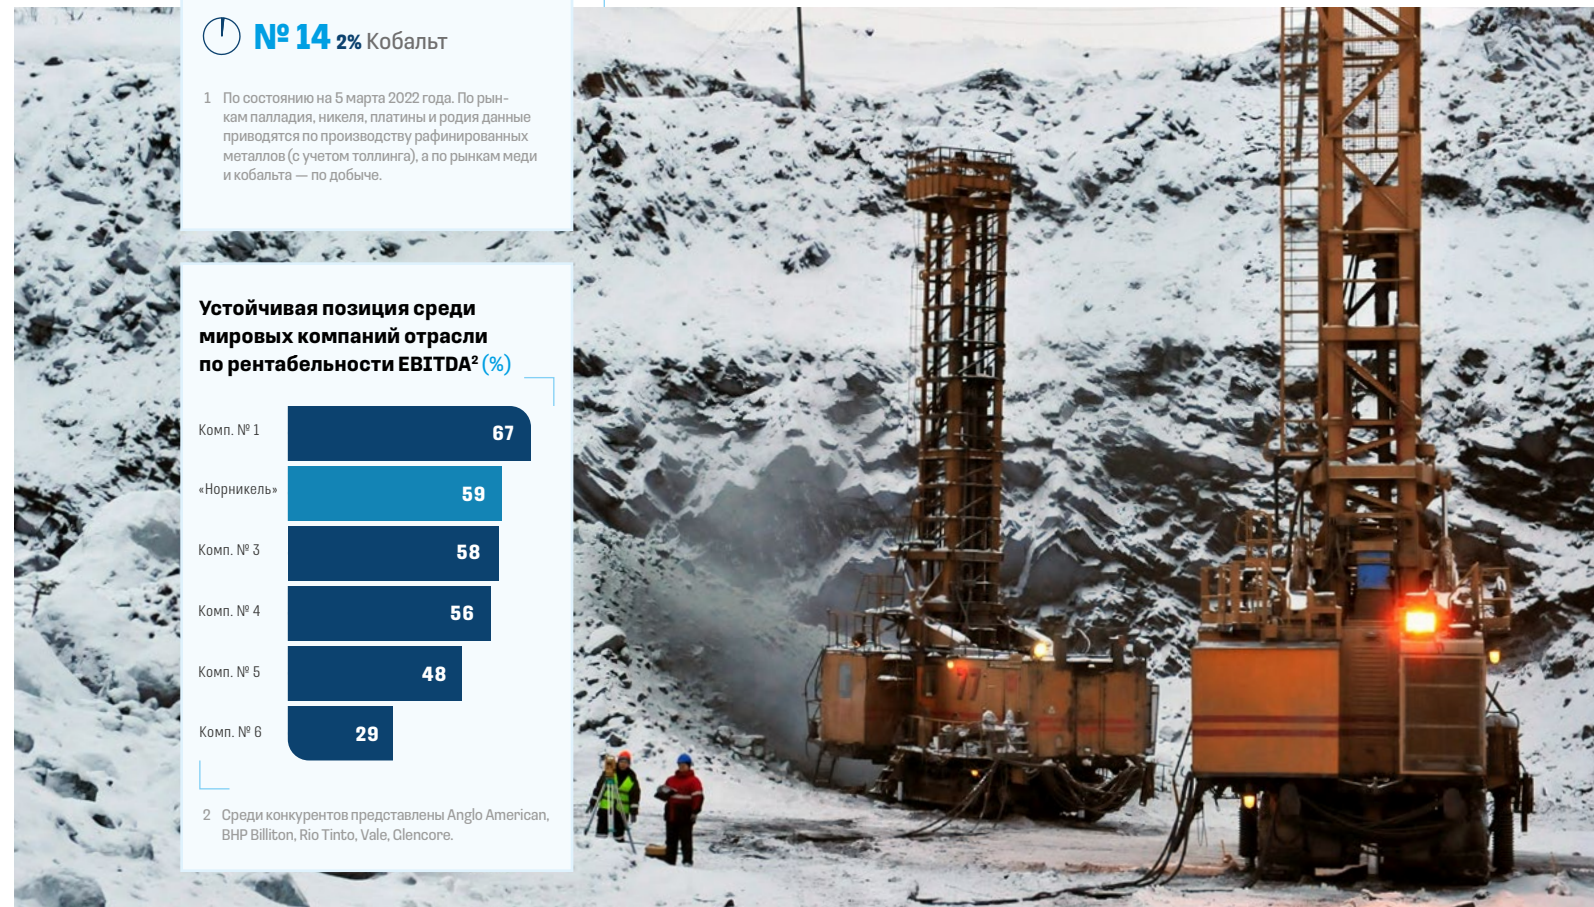 № 14 2% Кобальт
1 По состоянию на 5 марта 2022 года. По рын-
кам палладия, никеля, платины и родия данные
приводятся по производству рафинированных
металлов (с учетом толлинга), а по рынкам меди
и кобальта — по добыче.
Устойчивая позиция среди
мировых компаний отрасли
по рентабельности EBITDA² (%)
Комп. № 1 67
«Норникель» 59
Комп. № 3 58
Комп. № 4 56
Комп. № 5 48
Комп. № 6 29
2 Среди конкурентов представлены Anglo American,
BHP Billiton, Rio Tinto, Vale, Glencore.
77